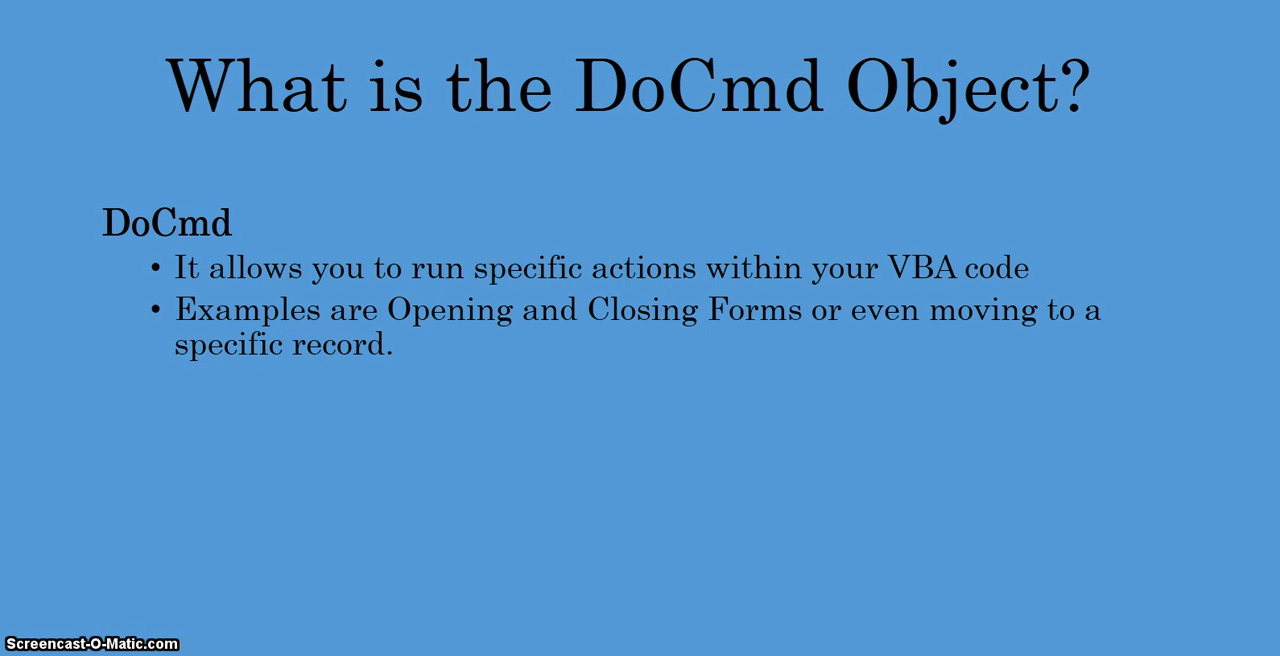 What is the DoCmd Object?
DoCmd
• It allows you to run specific actions within your VBA code
• Examples are Opening and Closing Forms or even moving to a
specific record.
Screencast-O-Matic.com